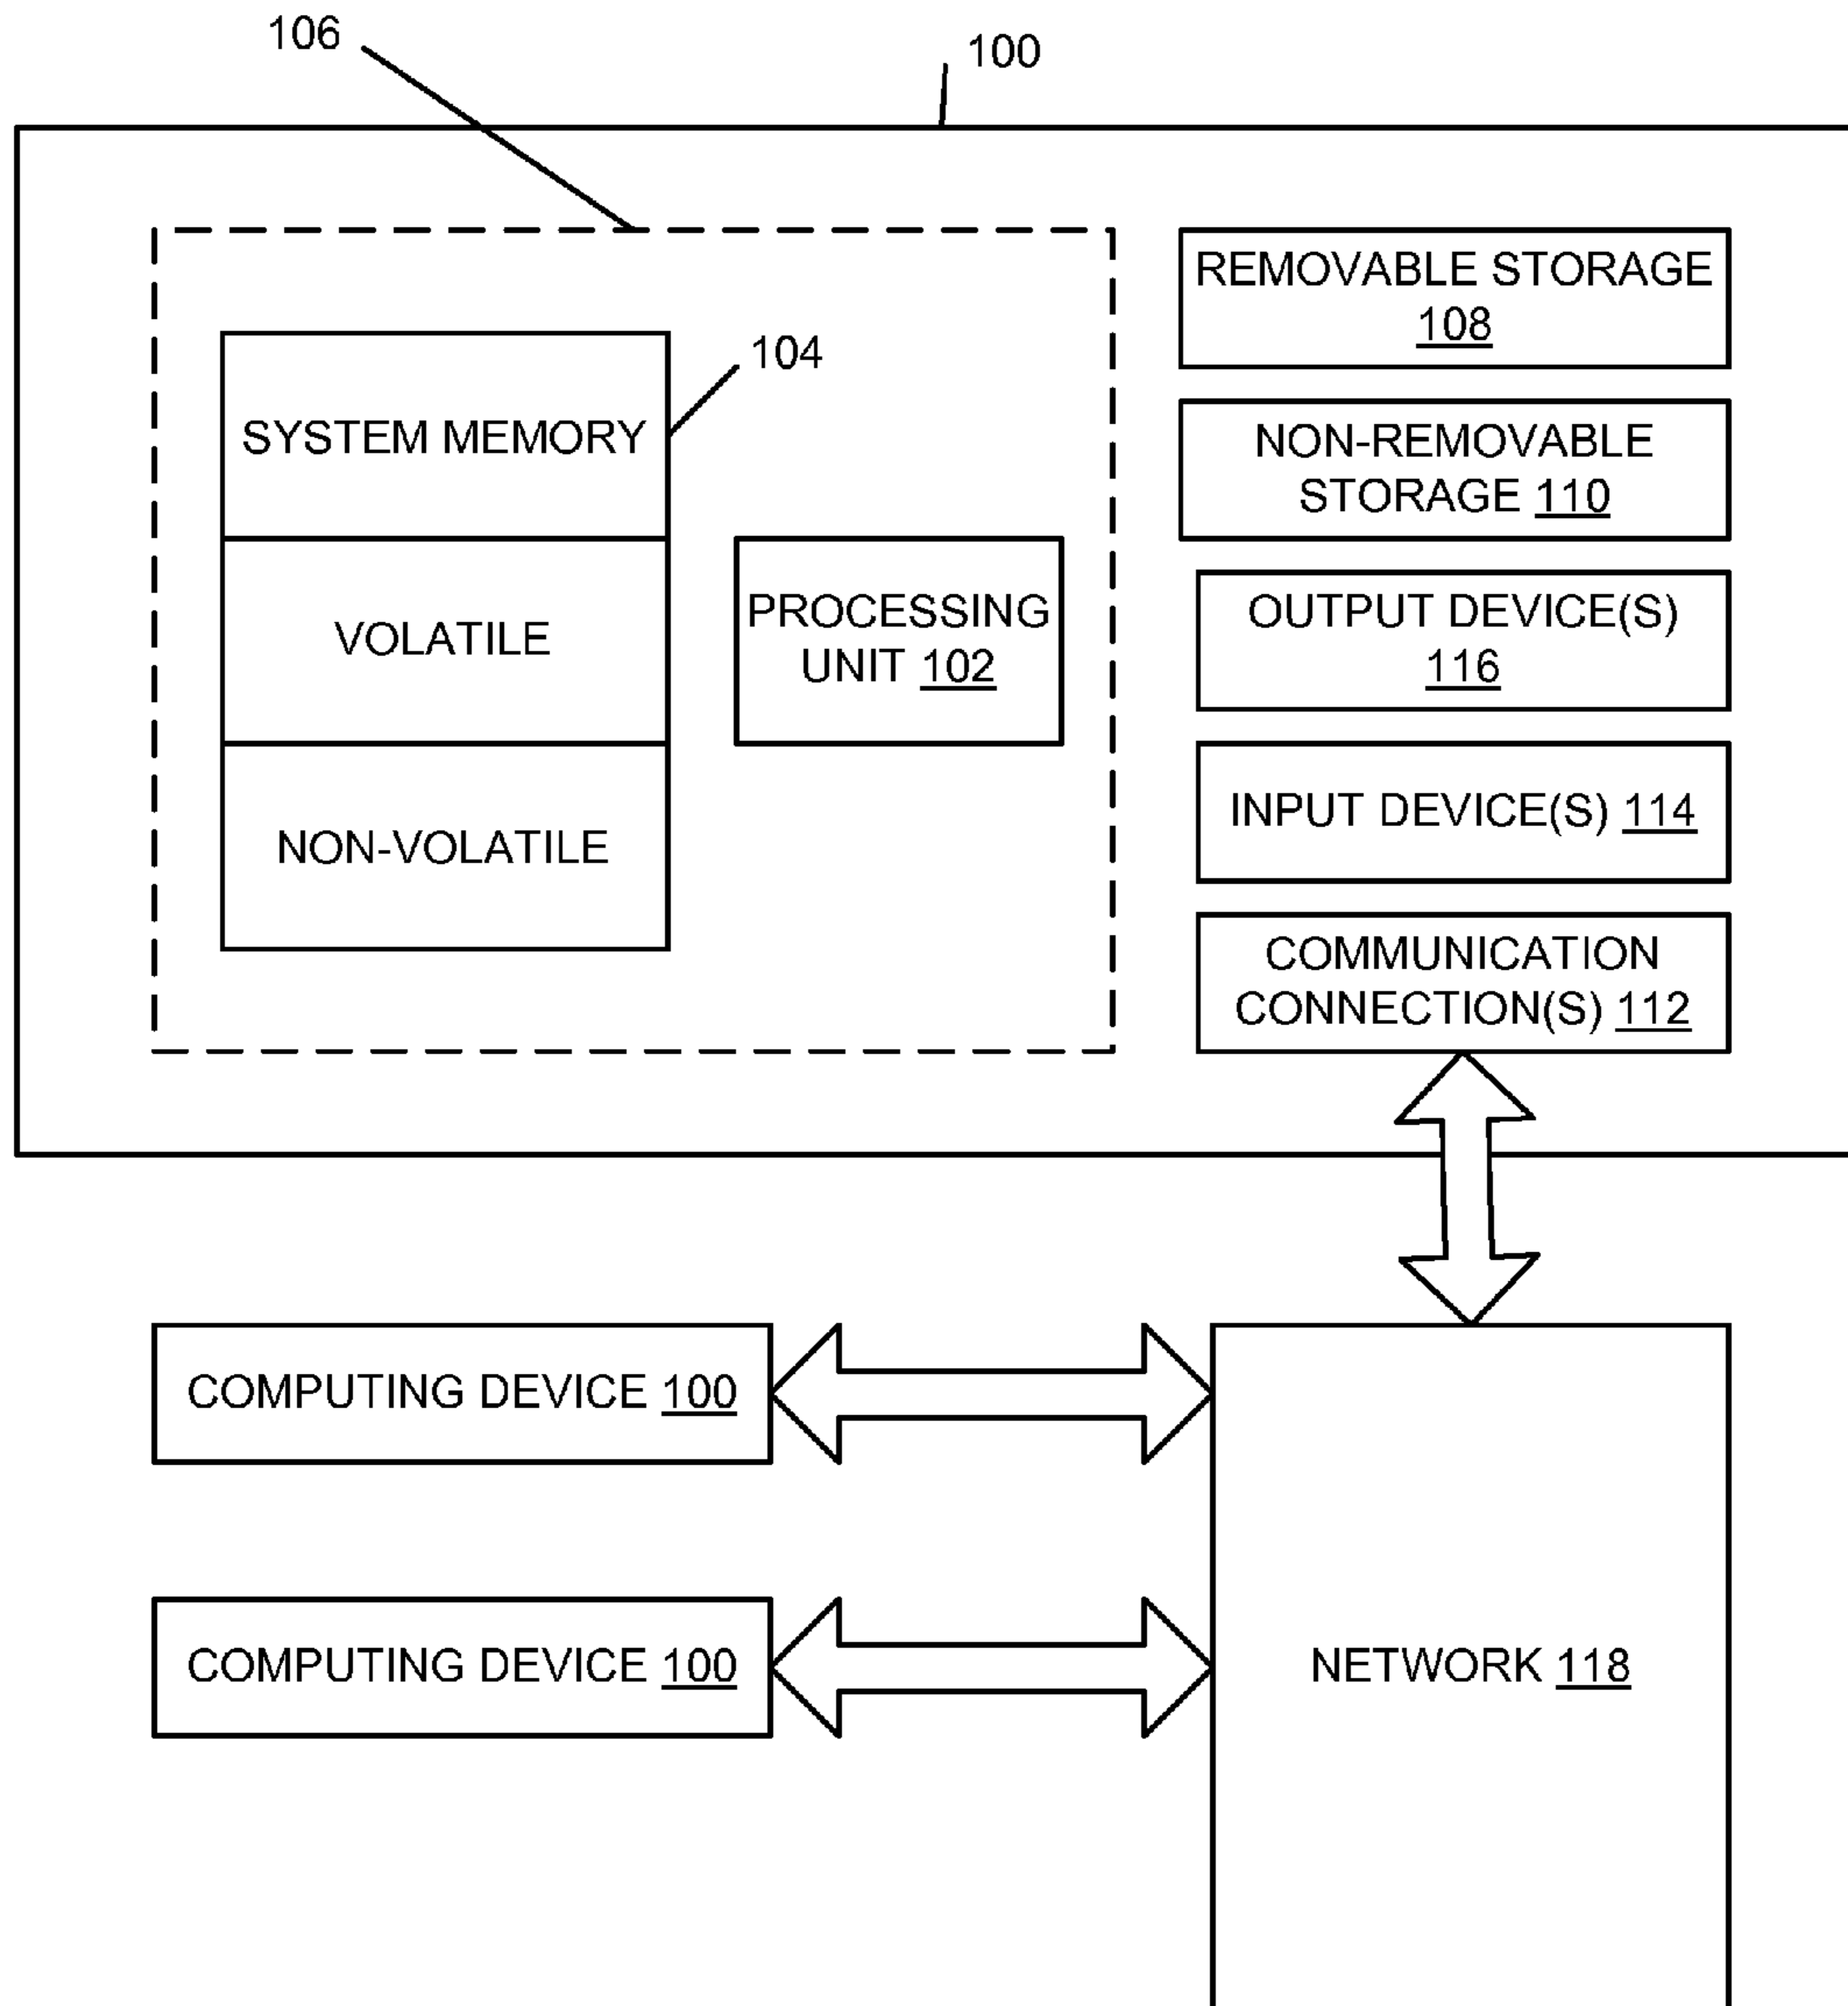 106
100
REMOVABLE STORAGE
108
104
SYSTEM MEMORY
NON-REMOVABLE
STORAGE 110
VOLATILE
PROCESSING
UNIT 102
OUTPUT DEVICE(S)
116
NON-VOLATILE
INPUT DEVICE(S) 114
COMMUNICATION
CONNECTION(S) 112
COMPUTING DEVICE 100
COMPUTING DEVICE 100
NETWORK 118